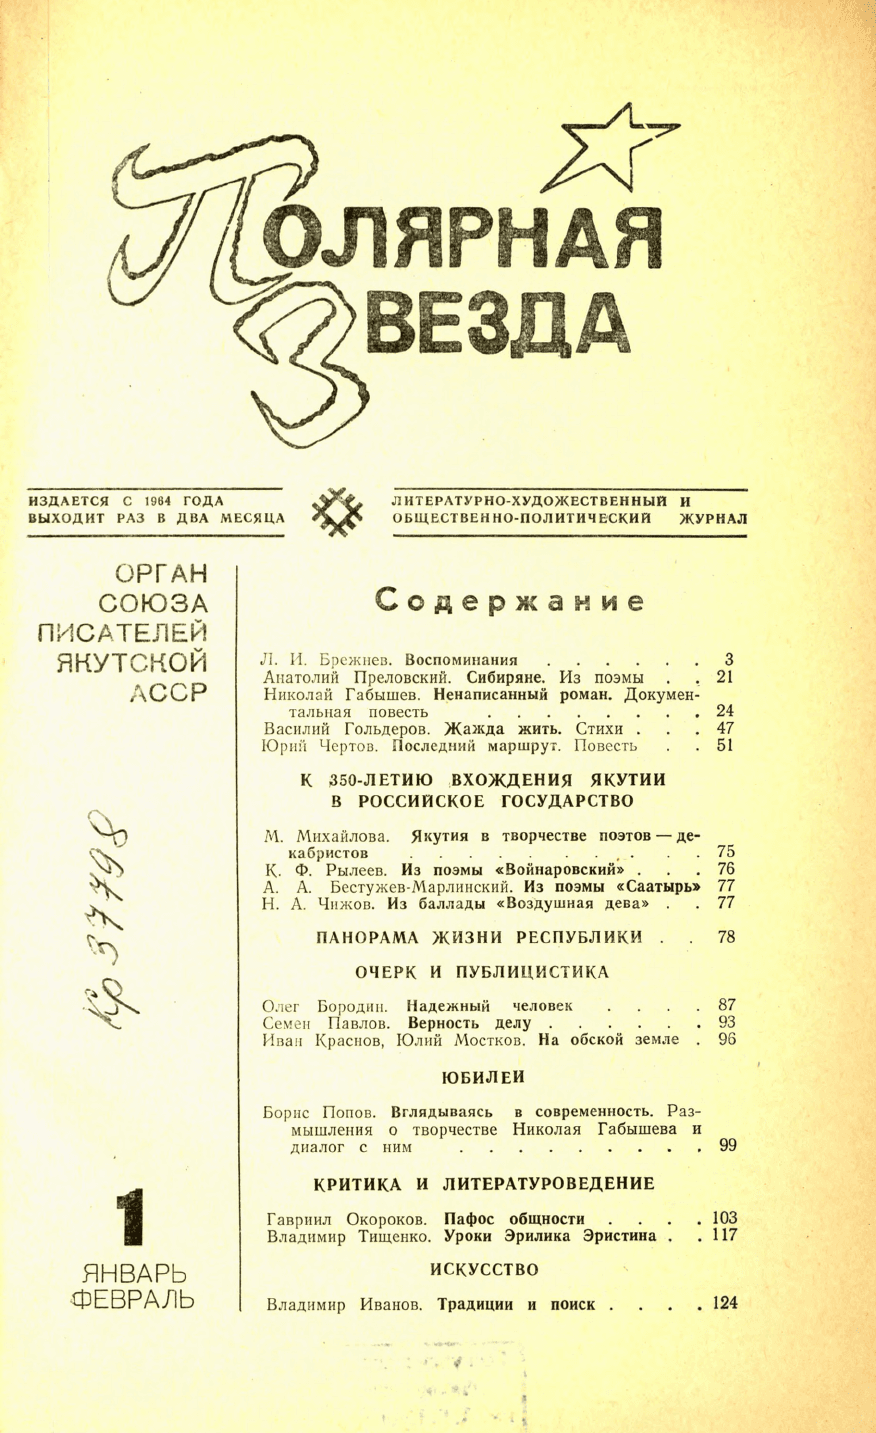 ПОЛЯРНАЯ
ЗВЕЗДА
ИЗДАЕТСЯ С 1964 ГОДА
ВЫХОДИТ РАЗ В ДВА МЕСЯЦА
ЛИТЕРАТУРНО-ХУДОЖЕСТВЕННЫЙ И
ОБЩЕСТВЕННО-ПОЛИТИЧЕСКИЙ ЖУРНАЛ
ОРГАН
СОЮЗА
ПИСАТЕЛЕЙ
ЯКУТСКОЙ
АССР
1
ЯНВАРЬ
ФЕВРАЛЬ
Содержание
Л. И. Брежнев. Воспоминания . . . . . . 3
Анатолий Преловский. Сибиряне. Из поэмы . . 21
Николай Габышев. Ненаписанный роман. Докумен-
тальная повесть . . . . . . . . 24
Василий Гольдеров. Жажда жить. Стихи . . . 47
Юрий Чертов. Последний маршрут. Повесть . . 51
К 350-ЛЕТИЮ ВХОЖДЕНИЯ ЯКУТИИ
В РОССИЙСКОЕ ГОСУДАРСТВО
М. Михайлова. Якутия в творчестве поэтов — де-
кабристов . . . . . . . . . . 75
К. Ф. Рылеев. Из поэмы «Войнаровский» . . . 76
А. А. Бестужев-Марлинский. Из поэмы «Саатырь» 77
Н. А. Чижов. Из баллады «Воздушная дева» . . 77
ПАНОРАМА ЖИЗНИ РЕСПУБЛИКИ . . 78
ОЧЕРК И ПУБЛИЦИСТИКА
Олег Бородин. Надежный человек . . . . 87
Семен Павлов. Верность делу . . . . . . 93
Иван Краснов, Юлий Мостков. На обской земле . 96
ЮБИЛЕИ
Борис Попов. Вглядываясь в современность. Раз-
мышления о творчестве Николая Габышева и
диалог с ним . . . . . . . . . 99
КРИТИКА И ЛИТЕРАТУРОВЕДЕНИЕ
Гавриил Окороков. Пафос общности . . . . 103
Владимир Тищенко. Уроки Эрилика Эристина . . 117
ИСКУССТВО
Владимир Иванов. Традиции и поиск . . . . 124